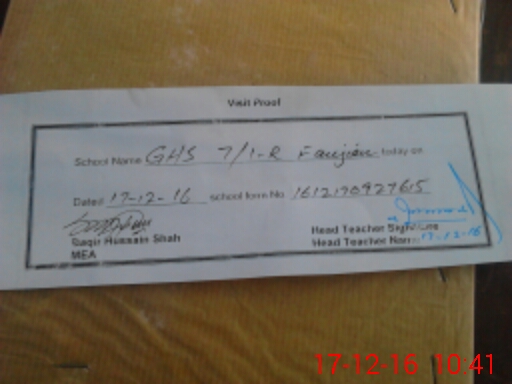 Visit Proof
School Name GHS 7/1-R Faujian today on
Dated 17-12-16 school form No 1612170927615
Saqir Hussain Shah
MEA
Head Teacher Signature
Head Teacher Name
17-12-16
17-12-16 10:41